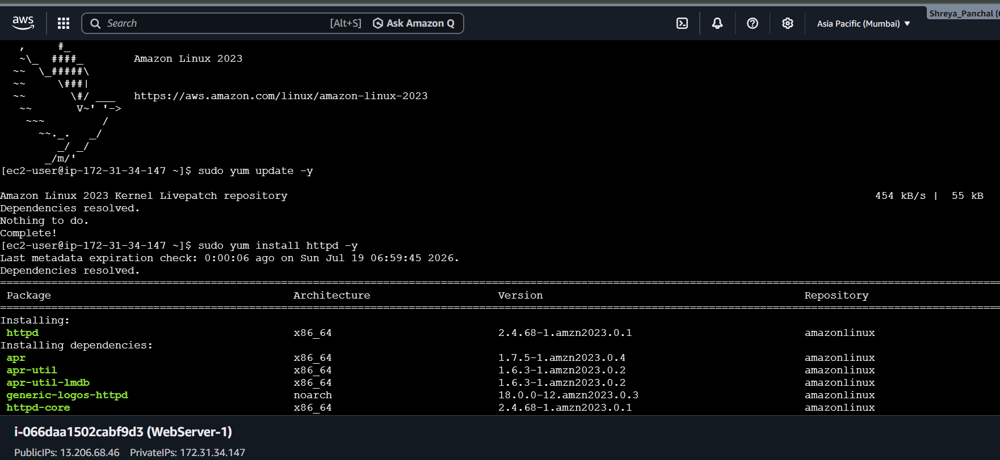 aws
Search [Alt+S] Ask Amazon Q
Asia Pacific (Mumbai) ▼
Shreya_Panchal (
   ,     #_
   ~\_  ####_        Amazon Linux 2023
  ~~  \_#####\
  ~~     \###|
  ~~       \#/ ___   https://aws.amazon.com/linux/amazon-linux-2023
   ~~       V~' '->
    ~~~         /
      ~~._.   _/
         _/ _/
       _/m/'
[ec2-user@ip-172-31-34-147 ~]$ sudo yum update -y
Amazon Linux 2023 Kernel Livepatch repository 454 kB/s | 55 kB
Dependencies resolved.
Nothing to do.
Complete!
[ec2-user@ip-172-31-34-147 ~]$ sudo yum install httpd -y
Last metadata expiration check: 0:00:06 ago on Sun Jul 19 06:59:45 2026.
Dependencies resolved.
Package Architecture Version Repository
Installing:
httpd x86_64 2.4.68-1.amzn2023.0.1 amazonlinux
Installing dependencies:
apr x86_64 1.7.5-1.amzn2023.0.4 amazonlinux
apr-util x86_64 1.6.3-1.amzn2023.0.2 amazonlinux
apr-util-lmdb x86_64 1.6.3-1.amzn2023.0.2 amazonlinux
generic-logos-httpd noarch 18.0.0-12.amzn2023.0.3 amazonlinux
httpd-core x86_64 2.4.68-1.amzn2023.0.1 amazonlinux
i-066daa1502cabf9d3 (WebServer-1)
PublicIPs: 13.206.68.46 PrivateIPs: 172.31.34.147